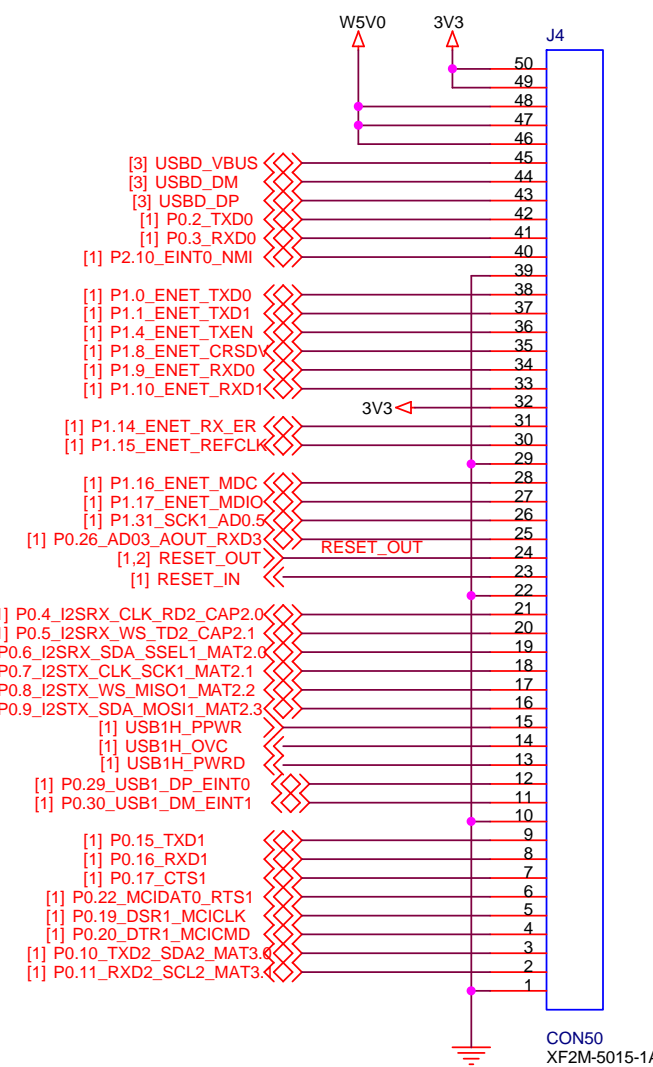 W5V0 3V3
J4
50
49
48
47
46
[3] USBD_VBUS 45
[3] USBD_DM 44
[3] USBD_DP 43
[1] P0.2_TXD0 42
[1] P0.3_RXD0 41
[1] P2.10_EINT0_NMI 40
39
[1] P1.0_ENET_TXD0 38
[1] P1.1_ENET_TXD1 37
[1] P1.4_ENET_TXEN 36
[1] P1.8_ENET_CRSDV 35
[1] P1.9_ENET_RXD0 34
[1] P1.10_ENET_RXD1 33
3V3 32
[1] P1.14_ENET_RX_ER 31
[1] P1.15_ENET_REFCLK 30
29
[1] P1.16_ENET_MDC 28
[1] P1.17_ENET_MDIO 27
[1] P1.31_SCK1_AD0.5 26
[1] P0.26_AD03_AOUT_RXD3 25
[1,2] RESET_OUT RESET_OUT 24
[1] RESET_IN 23
22
] P0.4_I2SRX_CLK_RD2_CAP2.0 21
] P0.5_I2SRX_WS_TD2_CAP2.1 20
P0.6_I2SRX_SDA_SSEL1_MAT2.0 19
P0.7_I2STX_CLK_SCK1_MAT2.1 18
P0.8_I2STX_WS_MISO1_MAT2.2 17
P0.9_I2STX_SDA_MOSI1_MAT2.3 16
[1] USB1H_PPWR 15
[1] USB1H_OVC 14
[1] USB1H_PWRD 13
[1] P0.29_USB1_DP_EINT0 12
[1] P0.30_USB1_DM_EINT1 11
10
[1] P0.15_TXD1 9
[1] P0.16_RXD1 8
[1] P0.17_CTS1 7
[1] P0.22_MCIDAT0_RTS1 6
[1] P0.19_DSR1_MCICLK 5
[1] P0.20_DTR1_MCICMD 4
[1] P0.10_TXD2_SDA2_MAT3.0 3
[1] P0.11_RXD2_SCL2_MAT3.1 2
1
CON50
XF2M-5015-1A